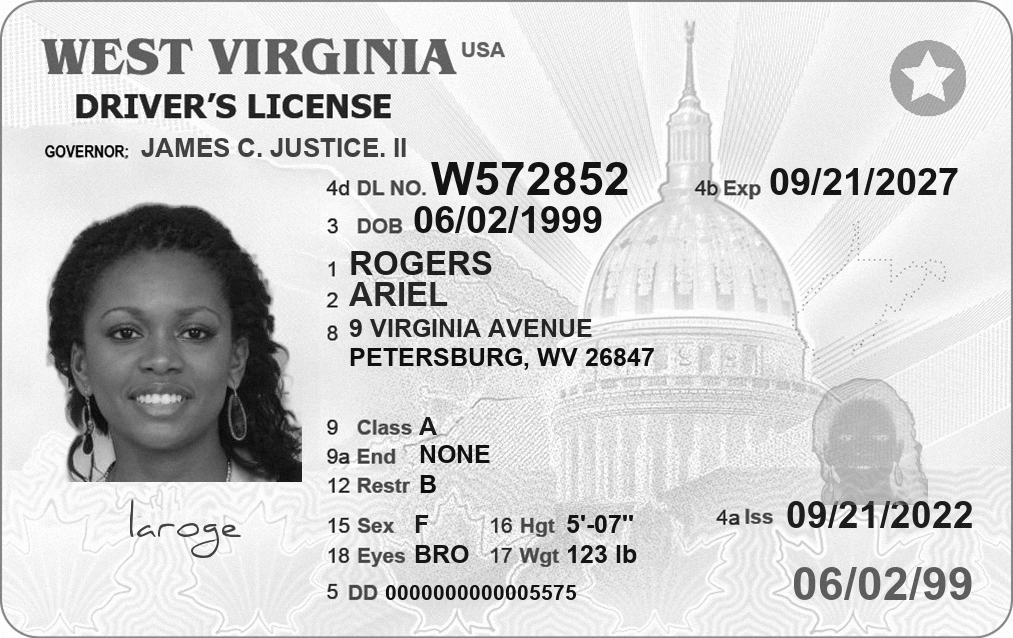 WEST VIRGINIA USA
DRIVER'S LICENSE
GOVERNOR: JAMES C. JUSTICE. II
4d DL NO. W572852 4b Exp 09/21/2027
3 DOB 06/02/1999
1 ROGERS
2 ARIEL
8 9 VIRGINIA AVENUE
PETERSBURG, WV 26847
9 Class A
9a End NONE
12 Restr B
laroge
15 Sex F 16 Hgt 5'-07" 4a Iss 09/21/2022
18 Eyes BRO 17 Wgt 123 lb
5 DD 0000000000005575
06/02/99